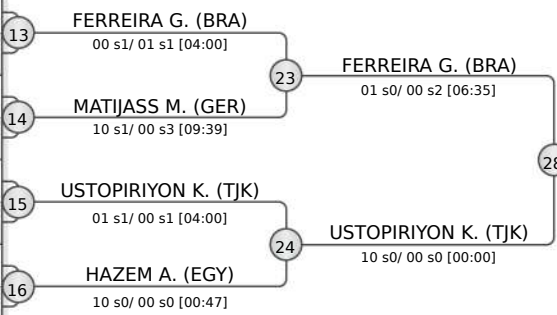 13
FERREIRA G. (BRA)
00 s1/ 01 s1 [04:00]
23
FERREIRA G. (BRA)
01 s0/ 00 s2 [06:35]
14
MATIJASS M. (GER)
10 s1/ 00 s3 [09:39]
28
15
USTOPIRIYON K. (TJK)
01 s1/ 00 s1 [04:00]
24
USTOPIRIYON K. (TJK)
10 s0/ 00 s0 [00:00]
16
HAZEM A. (EGY)
10 s0/ 00 s0 [00:47]